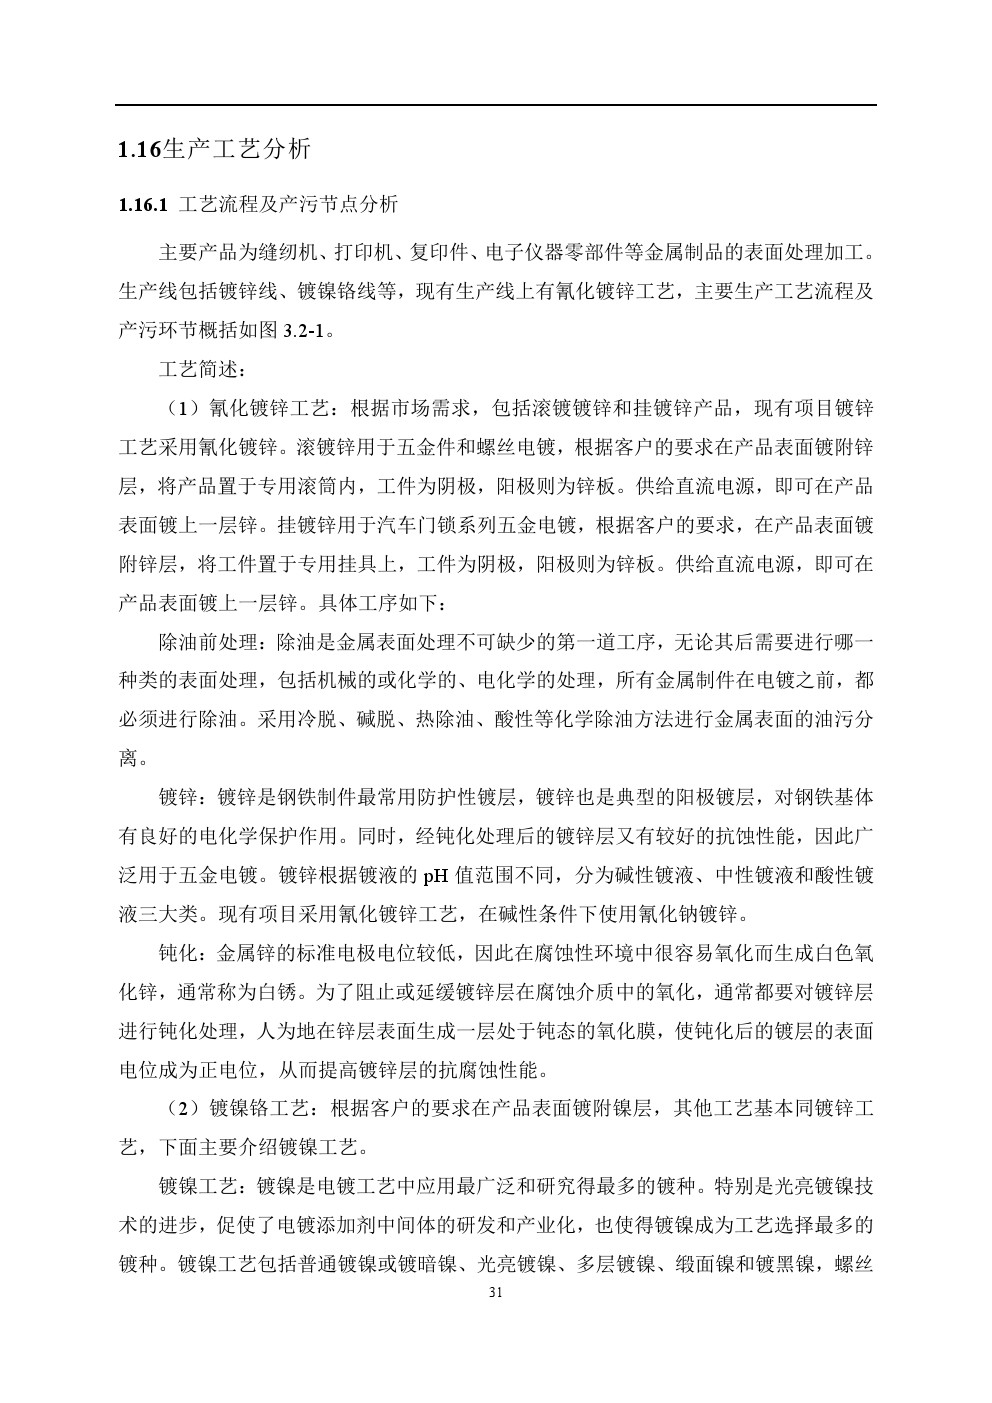 1.16生产工艺分析
1.16.1 工艺流程及产污节点分析
主要产品为缝纫机、打印机、复印件、电子仪器零部件等金属制品的表面处理加工。
生产线包括镀锌线、镀镍铬线等，现有生产线上有氰化镀锌工艺，主要生产工艺流程及
产污环节概括如图 3.2-1。
工艺简述：
（1）氰化镀锌工艺：根据市场需求，包括滚镀镀锌和挂镀锌产品，现有项目镀锌
工艺采用氰化镀锌。滚镀锌用于五金件和螺丝电镀，根据客户的要求在产品表面镀附锌
层，将产品置于专用滚筒内，工件为阴极，阳极则为锌板。供给直流电源，即可在产品
表面镀上一层锌。挂镀锌用于汽车门锁系列五金电镀，根据客户的要求，在产品表面镀
附锌层，将工件置于专用挂具上，工件为阴极，阳极则为锌板。供给直流电源，即可在
产品表面镀上一层锌。具体工序如下：
除油前处理：除油是金属表面处理不可缺少的第一道工序，无论其后需要进行哪一
种类的表面处理，包括机械的或化学的、电化学的处理，所有金属制件在电镀之前，都
必须进行除油。采用冷脱、碱脱、热除油、酸性等化学除油方法进行金属表面的油污分
离。
镀锌：镀锌是钢铁制件最常用防护性镀层，镀锌也是典型的阳极镀层，对钢铁基体
有良好的电化学保护作用。同时，经钝化处理后的镀锌层又有较好的抗蚀性能，因此广
泛用于五金电镀。镀锌根据镀液的 pH 值范围不同，分为碱性镀液、中性镀液和酸性镀
液三大类。现有项目采用氰化镀锌工艺，在碱性条件下使用氰化钠镀锌。
钝化：金属锌的标准电极电位较低，因此在腐蚀性环境中很容易氧化而生成白色氧
化锌，通常称为白锈。为了阻止或延缓镀锌层在腐蚀介质中的氧化，通常都要对镀锌层
进行钝化处理，人为地在锌层表面生成一层处于钝态的氧化膜，使钝化后的镀层的表面
电位成为正电位，从而提高镀锌层的抗腐蚀性能。
（2）镀镍铬工艺：根据客户的要求在产品表面镀附镍层，其他工艺基本同镀锌工
艺，下面主要介绍镀镍工艺。
镀镍工艺：镀镍是电镀工艺中应用最广泛和研究得最多的镀种。特别是光亮镀镍技
术的进步，促使了电镀添加剂中间体的研发和产业化，也使得镀镍成为工艺选择最多的
镀种。镀镍工艺包括普通镀镍或镀暗镍、光亮镀镍、多层镀镍、缎面镍和镀黑镍，螺丝
31